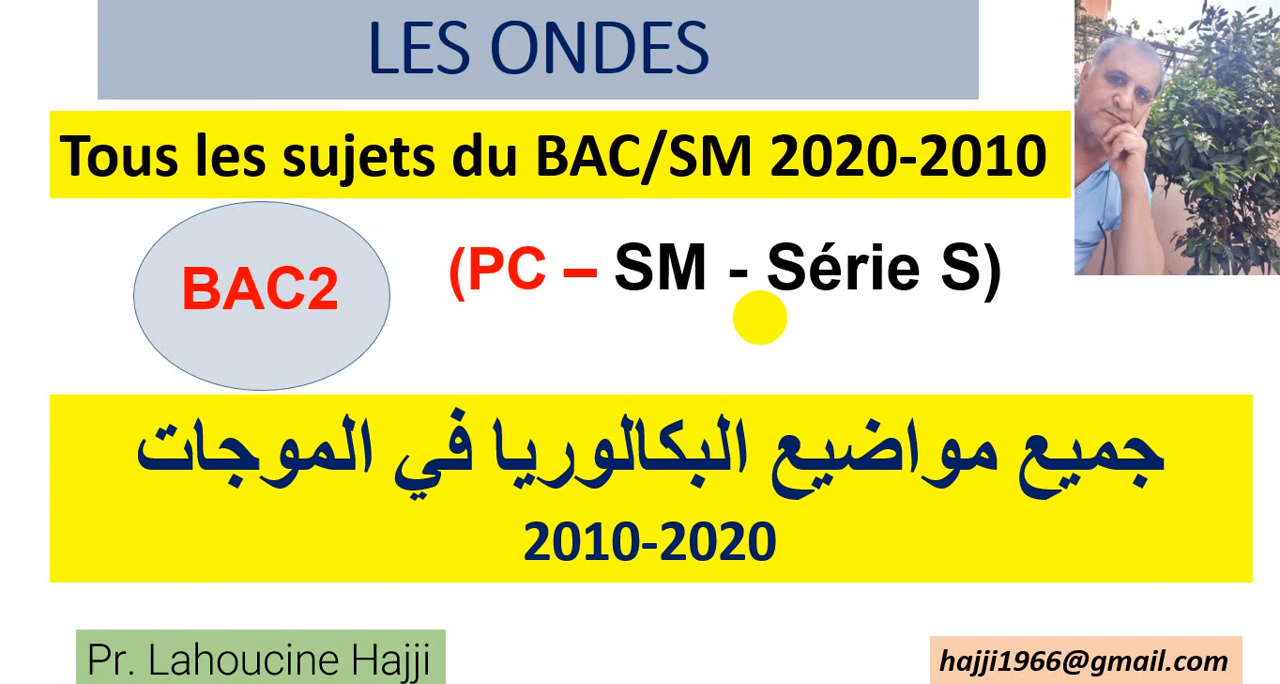 LES ONDES
Tous les sujets du BAC/SM 2020-2010
BAC2
(PC – SM - Série S)
جميع مواضيع البكالوريا في الموجات
2010-2020
Pr. Lahoucine Hajji
hajji1966@gmail.com